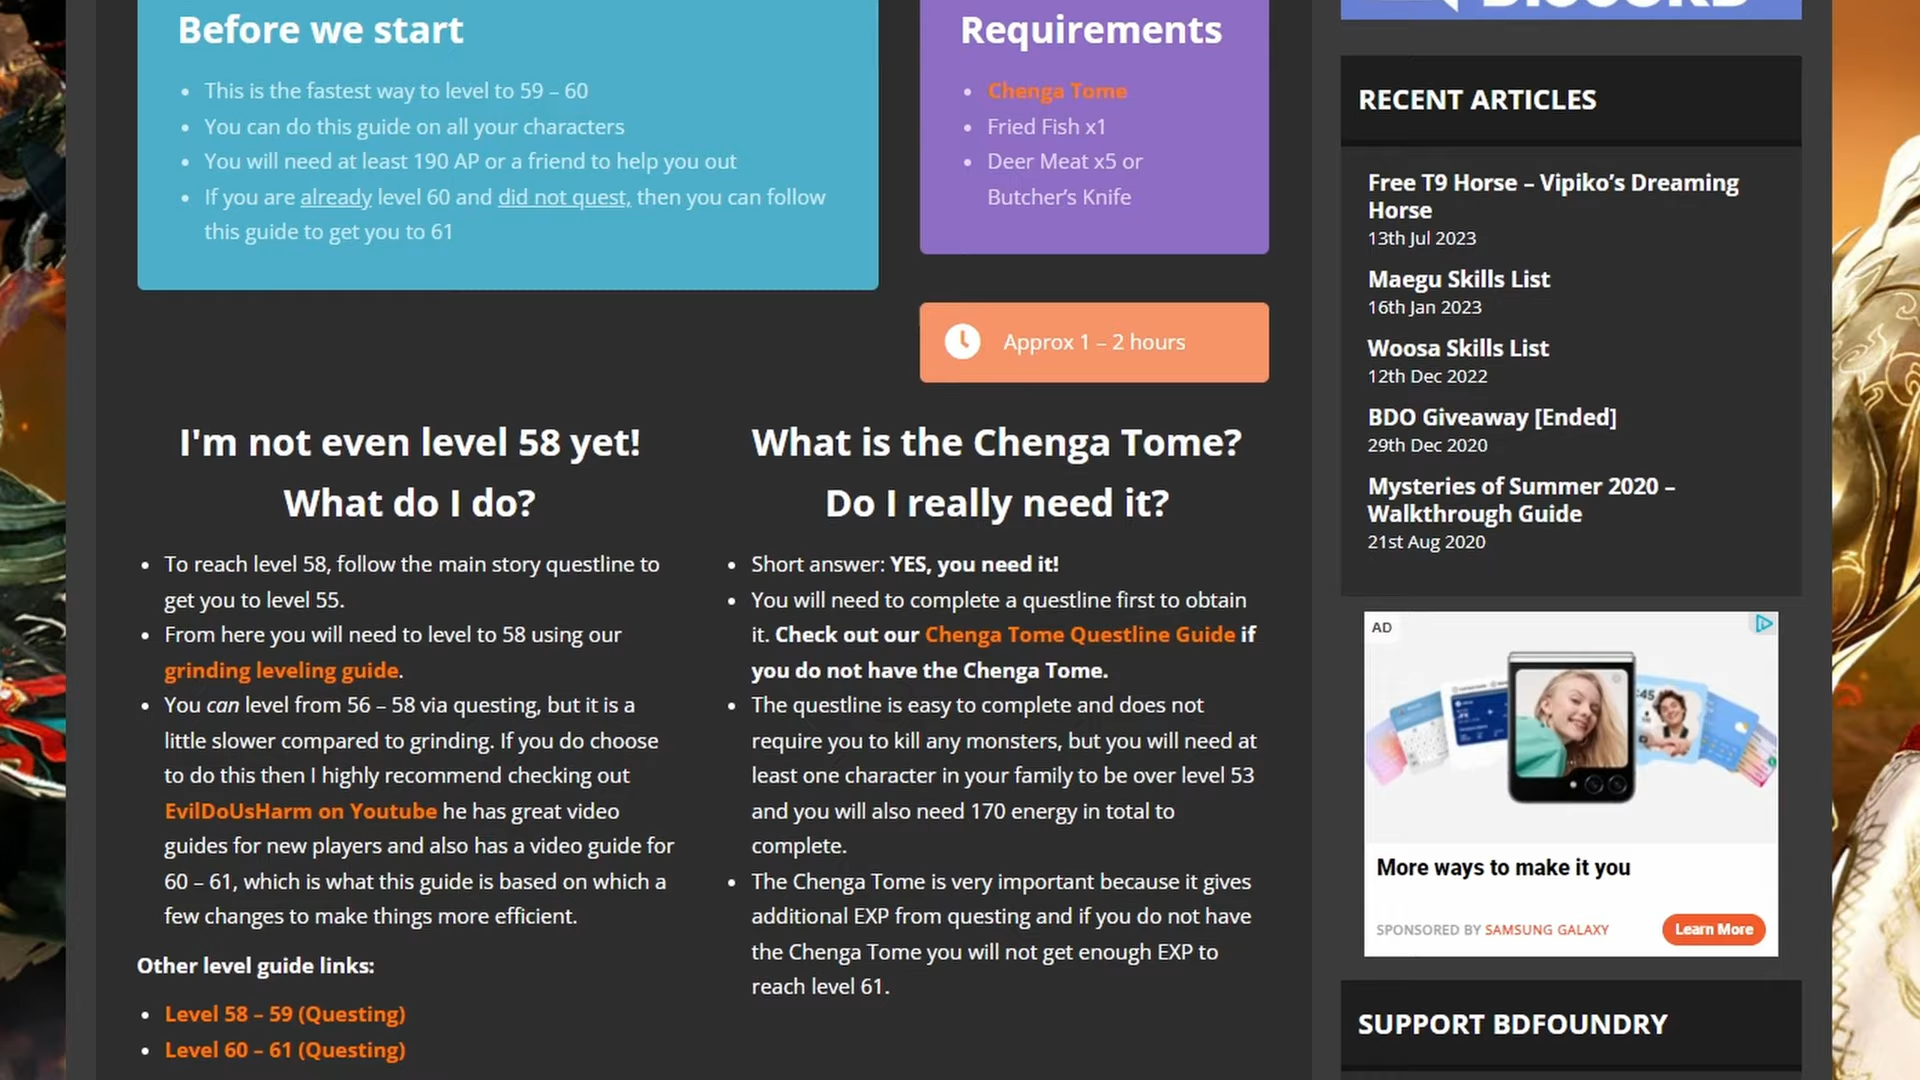 Before we start
This is the fastest way to level to 59 – 60
You can do this guide on all your characters
You will need at least 190 AP or a friend to help you out
If you are already level 60 and did not quest, then you can follow
this guide to get you to 61
Requirements
Chenga Tome
Fried Fish x1
Deer Meat x5 or
Butcher's Knife
Approx 1 – 2 hours
I'm not even level 58 yet!
What do I do?
To reach level 58, follow the main story questline to
get you to level 55.
From here you will need to level to 58 using our
grinding leveling guide.
You can level from 56 – 58 via questing, but it is a
little slower compared to grinding. If you do choose
to do this then I highly recommend checking out
EvilDoUsHarm on Youtube he has great video
guides for new players and also has a video guide for
60 – 61, which is what this guide is based on which a
few changes to make things more efficient.
Other level guide links:
Level 58 – 59 (Questing)
Level 60 – 61 (Questing)
What is the Chenga Tome?
Do I really need it?
Short answer: YES, you need it!
You will need to complete a questline first to obtain
it. Check out our Chenga Tome Questline Guide if
you do not have the Chenga Tome.
The questline is easy to complete and does not
require you to kill any monsters, but you will need at
least one character in your family to be over level 53
and you will also need 170 energy in total to
complete.
The Chenga Tome is very important because it gives
additional EXP from questing and if you do not have
the Chenga Tome you will not get enough EXP to
reach level 61.
DISCORD
RECENT ARTICLES
Free T9 Horse – Vipiko's Dreaming
Horse
13th Jul 2023
Maegu Skills List
16th Jan 2023
Woosa Skills List
12th Dec 2022
BDO Giveaway [Ended]
29th Dec 2020
Mysteries of Summer 2020 –
Walkthrough Guide
21st Aug 2020
AD
More ways to make it you
SPONSORED BY SAMSUNG GALAXY
Learn More
SUPPORT BDFOUNDRY